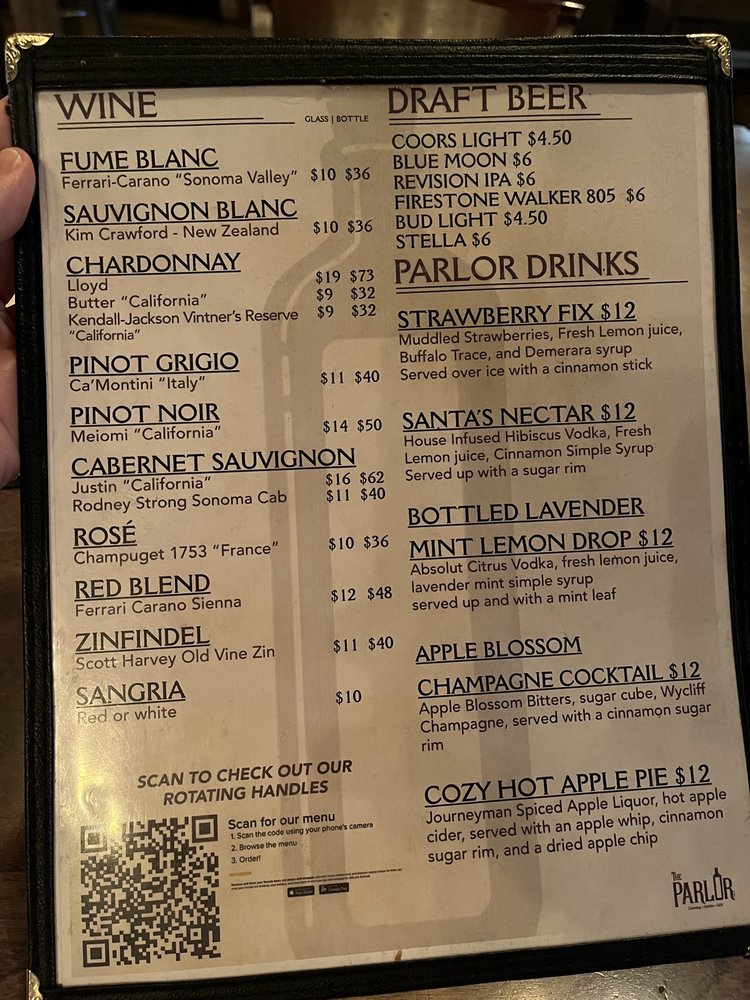 WINE
GLASS | BOTTLE
FUME BLANC
Ferrari-Carano "Sonoma Valley" $10 $36
SAUVIGNON BLANC
Kim Crawford - New Zealand $10 $36
CHARDONNAY
Lloyd $19 $73
Butter "California" $9 $32
Kendall-Jackson Vintner's Reserve $9 $32
"California"
PINOT GRIGIO
Ca'Montini "Italy" $11 $40
PINOT NOIR
Meiomi "California" $14 $50
CABERNET SAUVIGNON
Justin "California" $16 $62
Rodney Strong Sonoma Cab $11 $40
ROSÉ
Champuget 1753 "France" $10 $36
RED BLEND
Ferrari Carano Sienna $12 $48
ZINFINDEL
Scott Harvey Old Vine Zin $11 $40
SANGRIA
Red or white $10
SCAN TO CHECK OUT OUR
ROTATING HANDLES
Scan for our menu
1. Scan the code using your phone's camera
2. Browse the menu
3. Order!
App Store Google Play
DRAFT BEER
COORS LIGHT $4.50
BLUE MOON $6
REVISION IPA $6
FIRESTONE WALKER 805 $6
BUD LIGHT $4.50
STELLA $6
PARLOR DRINKS
STRAWBERRY FIX $12
Muddled Strawberries, Fresh Lemon juice,
Buffalo Trace, and Demerara syrup
Served over ice with a cinnamon stick
SANTA'S NECTAR $12
House Infused Hibiscus Vodka, Fresh
Lemon juice, Cinnamon Simple Syrup
Served up with a sugar rim
BOTTLED LAVENDER
MINT LEMON DROP $12
Absolut Citrus Vodka, fresh lemon juice,
lavender mint simple syrup
served up and with a mint leaf
APPLE BLOSSOM
CHAMPAGNE COCKTAIL $12
Apple Blossom Bitters, sugar cube, Wycliff
Champagne, served with a cinnamon sugar
rim
COZY HOT APPLE PIE $12
Journeyman Spiced Apple Liquor, hot apple
cider, served with an apple whip, cinnamon
sugar rim, and a dried apple chip
THE
PARLOR